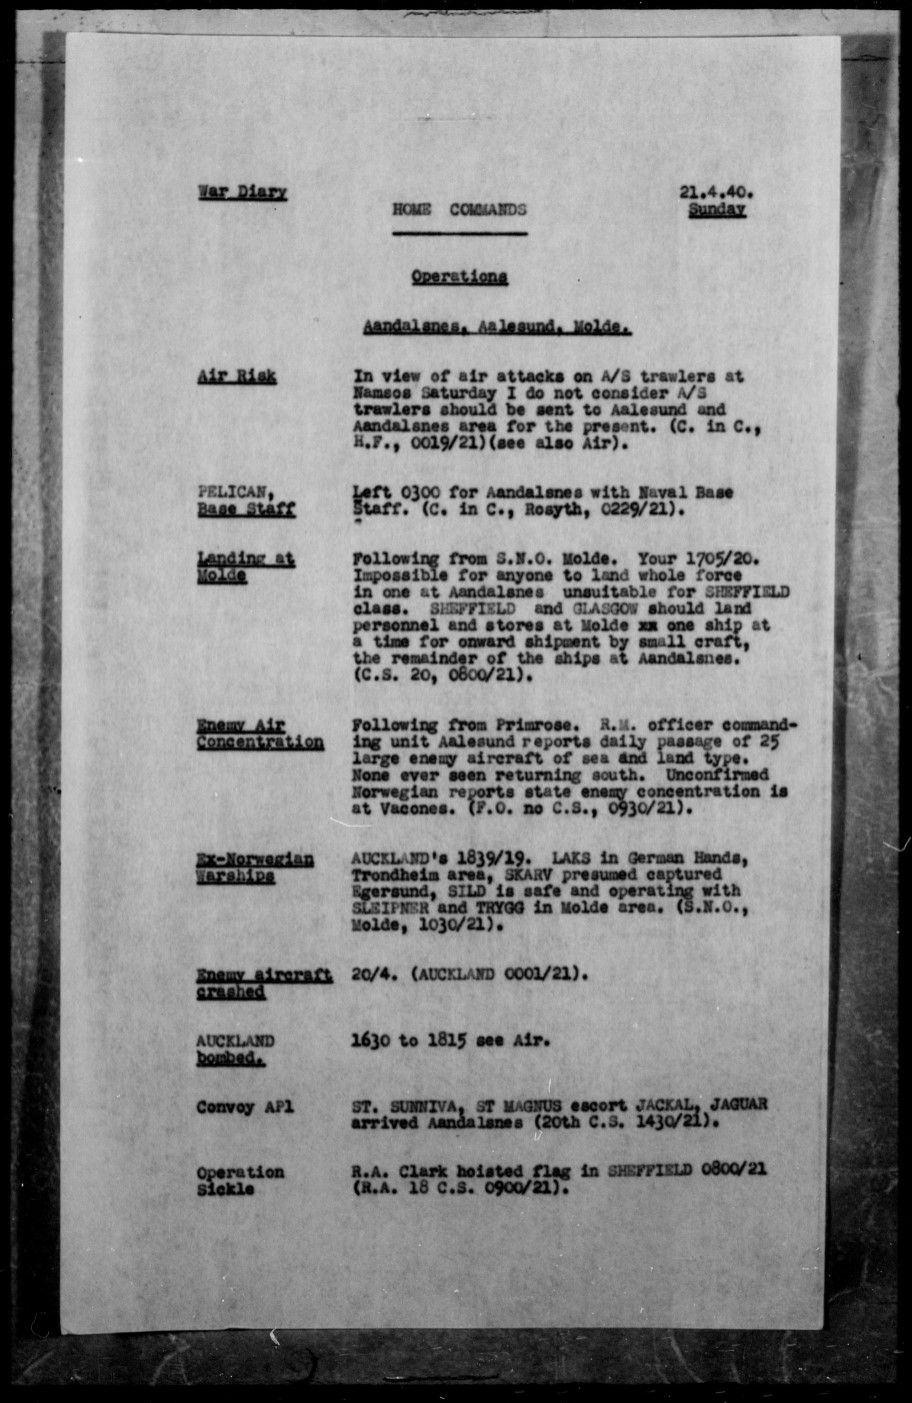 War Diary
21.4.40.
Sunday
HOME COMMANDS
Operations
Aandalsnes, Aalesund, Molde.
Air Risk
In view of air attacks on A/S trawlers at
Namsos Saturday I do not consider A/S
trawlers should be sent to Aalesund and
Aandalsnes area for the present. (C. in C.,
H.F., 0019/21)(see also Air).
PELICAN,
Base Staff
Left 0300 for Aandalsnes with Naval Base
Staff. (C. in C., Rosyth, 0229/21).
Landing at
Molde
Following from S.N.O. Molde. Your 1705/20.
Impossible for anyone to land whole force
in one at Aandalsnes unsuitable for SHEFFIELD
class. SHEFFIELD and GLASGOW should land
personnel and stores at Molde xx one ship at
a time for onward shipment by small craft,
the remainder of the ships at Aandalsnes.
(C.S. 20, 0800/21).
Enemy Air
Concentration
Following from Primrose. R.M. officer command-
ing unit Aalesund reports daily passage of 25
large enemy aircraft of sea and land type.
None ever seen returning south. Unconfirmed
Norwegian reports state enemy concentration is
at Vacones. (F.O. no C.S., 0930/21).
Ex-Norwegian
Warships
AUCKLAND's 1839/19. LAKS in German Hands,
Trondheim area, SKARV presumed captured
Egersund, SILD is safe and operating with
SLEIPNER and TRYGG in Molde area. (S.N.O.,
Molde, 1030/21).
Enemy aircraft
crashed
20/4. (AUCKLAND 0001/21).
AUCKLAND
bombed.
1630 to 1815 see Air.
Convoy AP1
ST. SUNNIVA, ST MAGNUS escort JACKAL, JAGUAR
arrived Aandalsnes (20th C.S. 1430/21).
Operation
Sickle
R.A. Clark hoisted flag in SHEFFIELD 0800/21
(R.A. 18 C.S. 0900/21).